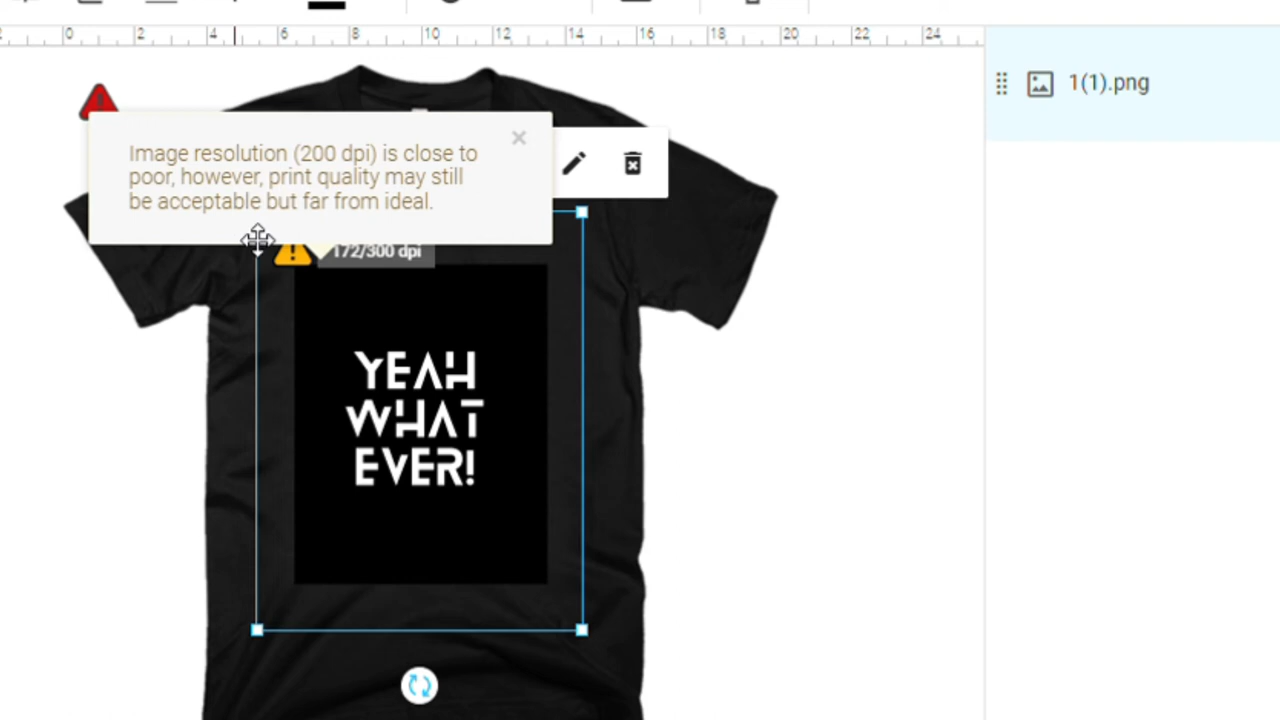 0 2 4 6 8 10 12 14 16 18 20 22 24
1(1).png
Image resolution (200 dpi) is close to
poor, however, print quality may still
be acceptable but far from ideal.
172/300 dpi
YEAH
WHAT
EVER!